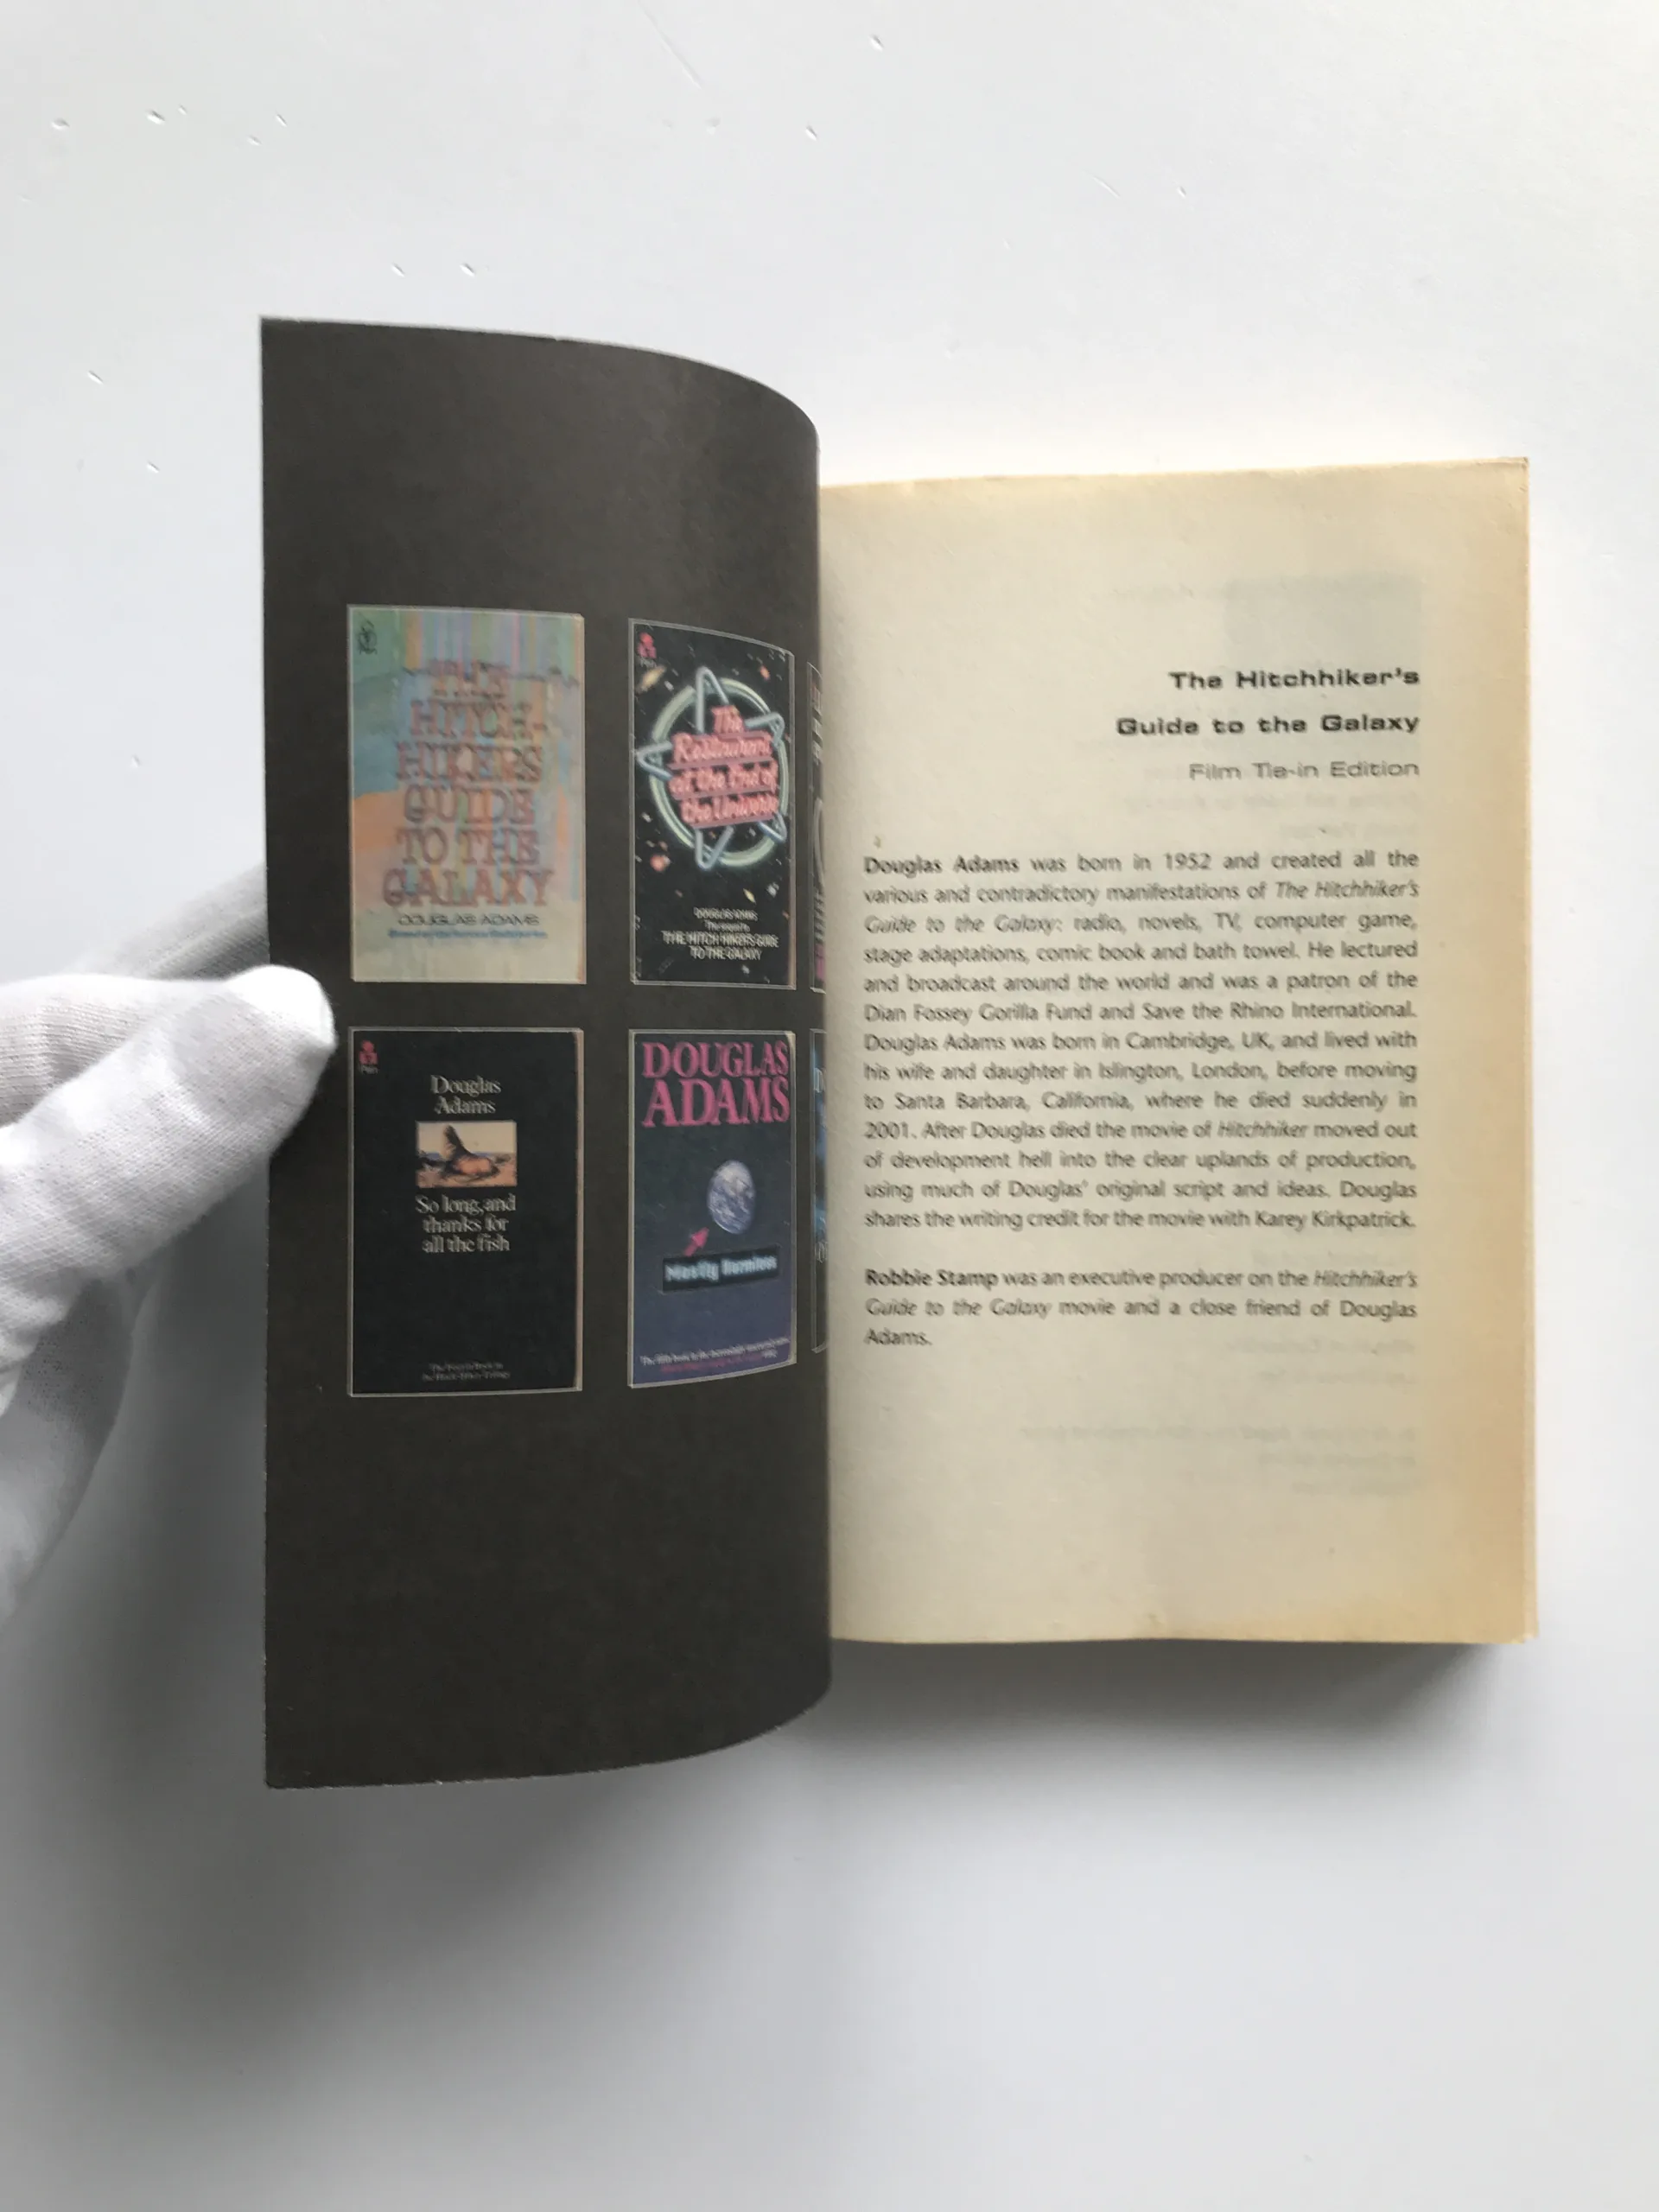 THE
HITCH-
HIKERS
GUIDE
TO THE
GALAXY
DOUGLAS ADAMS
Pan
The
Restaurant
at the End of
the Universe
DOUGLAS ADAMS
The sequel to
THE HITCH HIKERS GUIDE
TO THE GALAXY
Pan
Douglas
Adams
So long, and
thanks for
all the fish
DOUGLAS
ADAMS
Mostly Harmless
The Hitchhiker's
Guide to the Galaxy
Film Tie-in Edition
Douglas Adams was born in 1952 and created all the
various and contradictory manifestations of The Hitchhiker's
Guide to the Galaxy: radio, novels, TV, computer game,
stage adaptations, comic book and bath towel. He lectured
and broadcast around the world and was a patron of the
Dian Fossey Gorilla Fund and Save the Rhino International.
Douglas Adams was born in Cambridge, UK, and lived with
his wife and daughter in Islington, London, before moving
to Santa Barbara, California, where he died suddenly in
2001. After Douglas died the movie of Hitchhiker moved out
of development hell into the clear uplands of production,
using much of Douglas' original script and ideas. Douglas
shares the writing credit for the movie with Karey Kirkpatrick.
Robbie Stamp was an executive producer on the Hitchhiker's
Guide to the Galaxy movie and a close friend of Douglas
Adams.